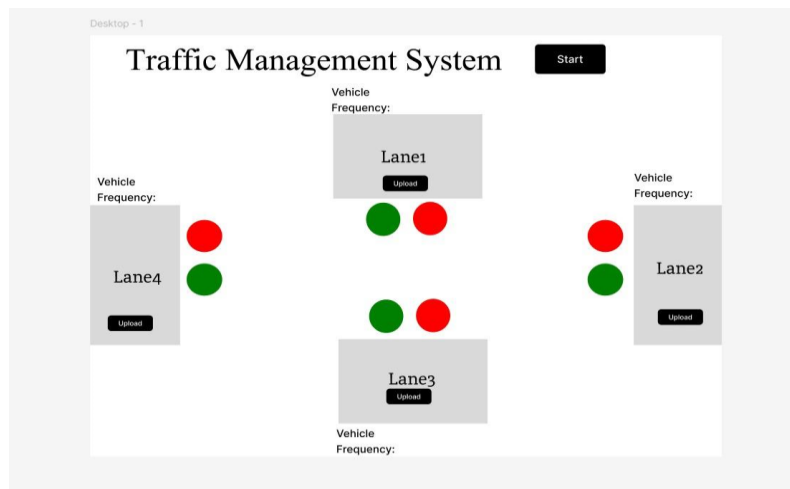 Desktop - 1
Traffic Management System
Start
Vehicle
Frequency:
Lane1
Upload
Vehicle
Frequency:
Lane4
Upload
Vehicle
Frequency:
Lane2
Upload
Lane3
Upload
Vehicle
Frequency: